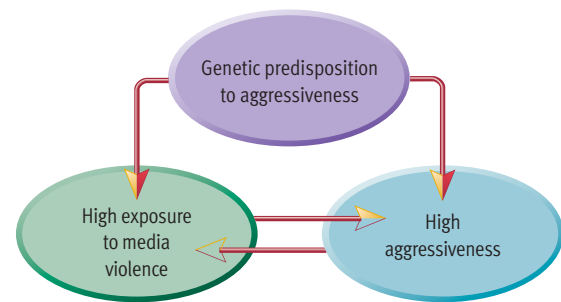 Genetic predisposition
to aggressiveness
High exposure
to media
violence
High
aggressiveness